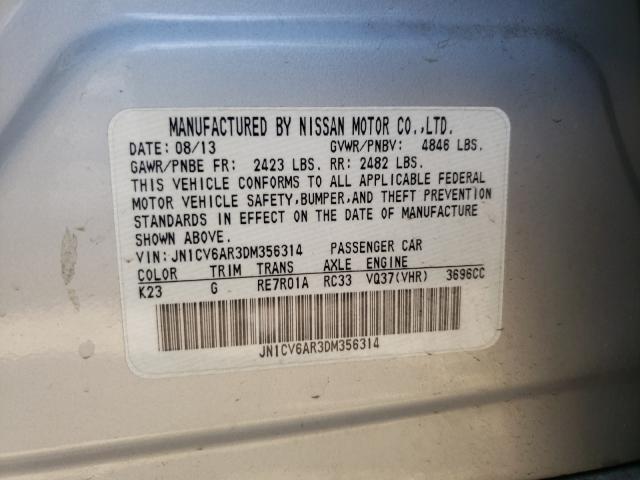 MANUFACTURED BY NISSAN MOTOR CO.,LTD.
DATE: 08/13 GVWR/PNBV: 4846 LBS.
GAWR/PNBE FR: 2423 LBS. RR: 2482 LBS.
THIS VEHICLE CONFORMS TO ALL APPLICABLE FEDERAL
MOTOR VEHICLE SAFETY, BUMPER, AND THEFT PREVENTION
STANDARDS IN EFFECT ON THE DATE OF MANUFACTURE
SHOWN ABOVE.
VIN: JN1CV6AR3DM356314 PASSENGER CAR
COLOR TRIM TRANS AXLE ENGINE
K23 G RE7R01A RC33 VQ37(VHR) 3696CC
JN1CV6AR3DM356314